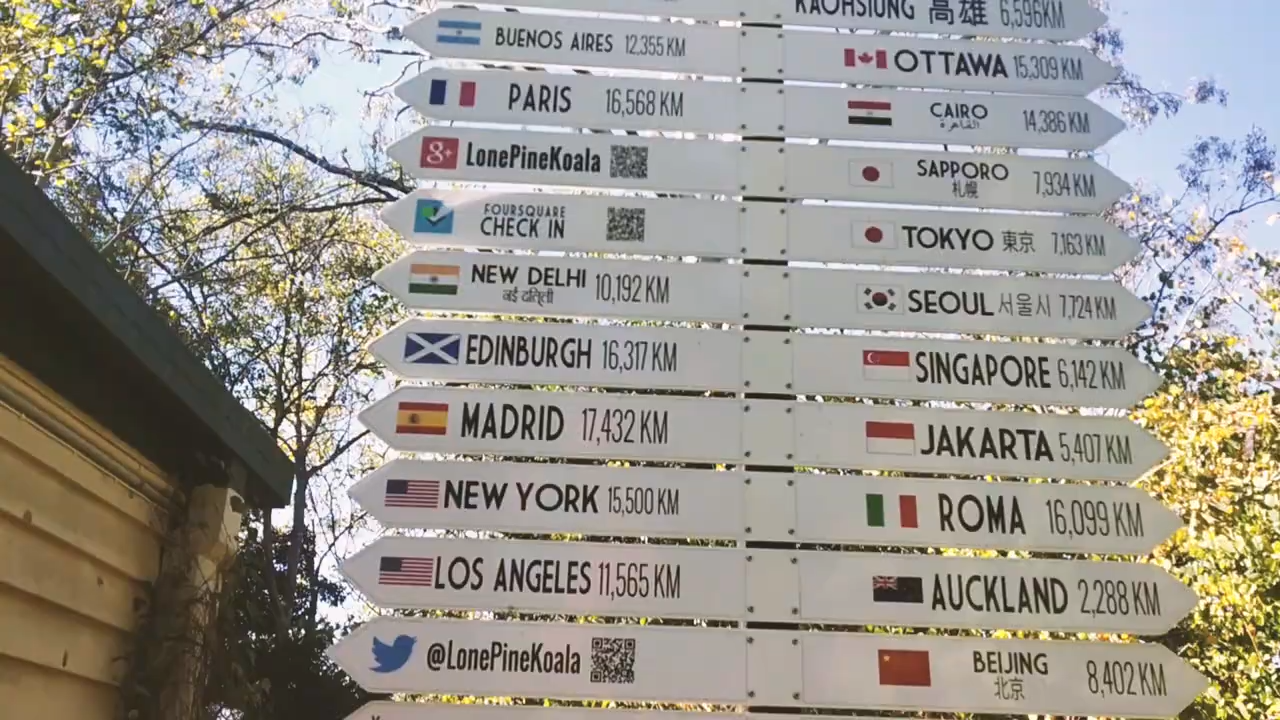 KAOHSIUNG 高雄 6,596KM
BUENOS AIRES 12,355 KM
OTTAWA 15,309 KM
PARIS 16,568 KM
CAIRO 14,386 KM
القاهرة
g+ LonePineKoala
SAPPORO 7,934 KM
札幌
FOURSQUARE
CHECK IN
TOKYO 東京 7,163 KM
NEW DELHI 10,192 KM
SEOUL 서울시 7,724 KM
EDINBURGH 16,317 KM
SINGAPORE 6,142 KM
MADRID 17,432 KM
JAKARTA 5,407 KM
NEW YORK 15,500 KM
ROMA 16,099 KM
LOS ANGELES 11,565 KM
AUCKLAND 2,288 KM
@LonePineKoala
BEIJING 8,402 KM
北京